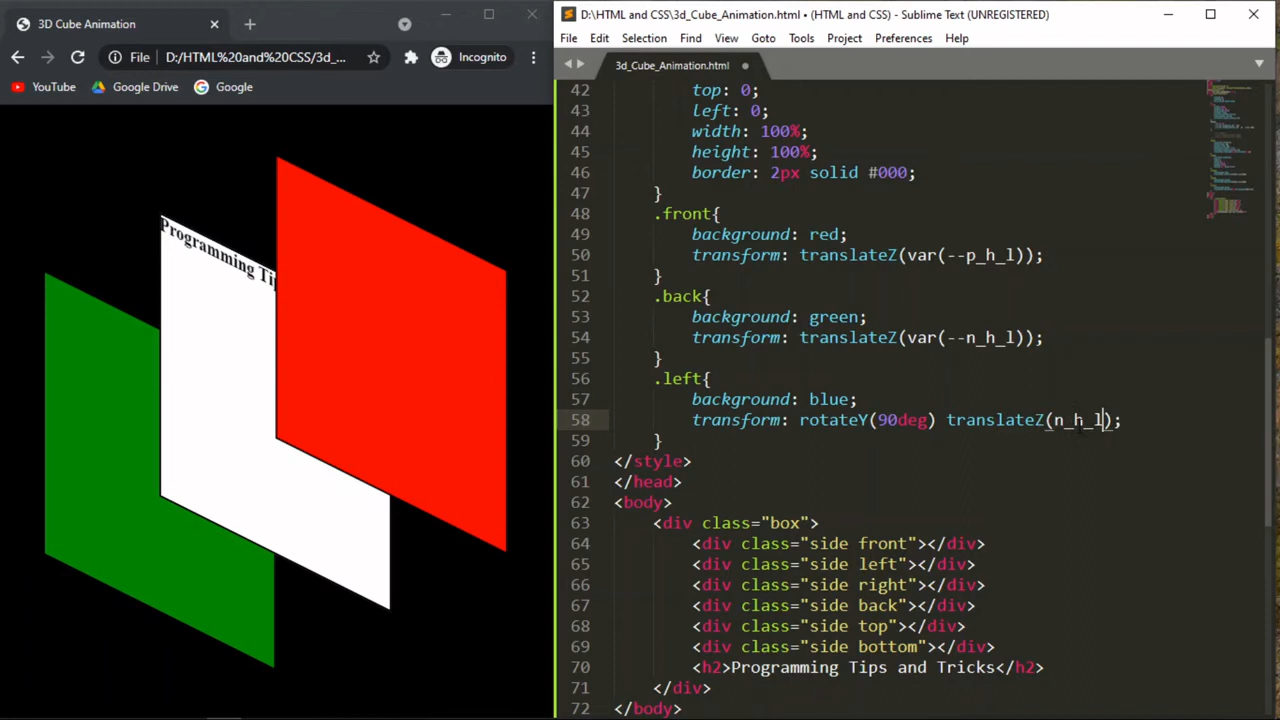 3D Cube Animation
File D:/HTML%20and%20CSS/3d_... Incognito
YouTube Google Drive Google
Programming Tip
D:\HTML and CSS\3d_Cube_Animation.html • (HTML and CSS) - Sublime Text (UNREGISTERED)
File Edit Selection Find View Goto Tools Project Preferences Help
3d_Cube_Animation.html
42 top: 0;
43 left: 0;
44 width: 100%;
45 height: 100%;
46 border: 2px solid #000;
47 }
48 .front{
49 background: red;
50 transform: translateZ(var(--p_h_l));
51 }
52 .back{
53 background: green;
54 transform: translateZ(var(--n_h_l));
55 }
56 .left{
57 background: blue;
58 transform: rotateY(90deg) translateZ(n_h_l);
59 }
60 </style>
61 </head>
62 <body>
63 <div class="box">
64 <div class="side front"></div>
65 <div class="side left"></div>
66 <div class="side right"></div>
67 <div class="side back"></div>
68 <div class="side top"></div>
69 <div class="side bottom"></div>
70 <h2>Programming Tips and Tricks</h2>
71 </div>
72 </body>